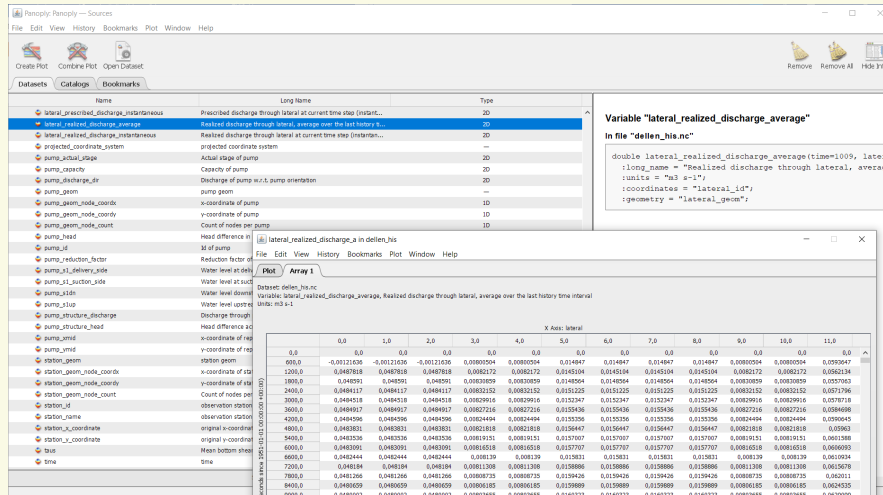 Panoply: Panoply — Sources
File Edit View History Bookmarks Plot Window Help
Create Plot Combine Plot Open Dataset Remove Remove All Hide Inf
Datasets Catalogs Bookmarks
Name Long Name Type
lateral_prescribed_discharge_instantaneous Prescribed discharge through lateral at current time step (instant... 2D
lateral_realized_discharge_average Realized discharge through lateral, average over the last history ti... 2D
lateral_realized_discharge_instantaneous Realized discharge through lateral at current time step (instantan... 2D
projected_coordinate_system projected coordinate system —
pump_actual_stage Actual stage of pump 2D
pump_capacity Capacity of pump 2D
pump_discharge_dir Discharge of pump w.r.t. pump orientation 2D
pump_geom pump geom —
pump_geom_node_coordx x-coordinate of pump 1D
pump_geom_node_coordy y-coordinate of pump 1D
pump_geom_node_count Count of nodes per pump 1D
pump_head Head difference in
pump_id Id of pump
pump_reduction_factor Reduction factor of
pump_s1_delivery_side Water level at deliv
pump_s1_suction_side Water level at suct
pump_s1dn Water level downst
pump_s1up Water level upstrea
pump_structure_discharge Discharge through
pump_structure_head Head difference ac
pump_xmid x-coordinate of rep
pump_ymid y-coordinate of rep
station_geom station geom
station_geom_node_coordx x-coordinate of sta
station_geom_node_coordy y-coordinate of sta
station_geom_node_count Count of nodes per
station_id observation station
station_name observation station
station_x_coordinate original x-coordinat
station_y_coordinate original y-coordinat
taus Mean bottom shear
time time
Variable "lateral_realized_discharge_average"
In file "dellen_his.nc"
double lateral_realized_discharge_average(time=1009, late
:long_name = "Realized discharge through lateral, avera
:units = "m3 s-1";
:coordinates = "lateral_id";
:geometry = "lateral_geom";
lateral_realized_discharge_a in dellen_his
File Edit View History Bookmarks Plot Window Help
Plot Array 1
Dataset: dellen_his.nc
Variable: lateral_realized_discharge_average, Realized discharge through lateral, average over the last history time interval
Units: m3 s-1
X Axis: lateral
0,0 1,0 2,0 3,0 4,0 5,0 6,0 7,0 8,0 9,0 10,0 11,0
0,0 0,0 0,0 0,0 0,0 0,0 0,0 0,0 0,0 0,0 0,0 0,0 0,0
600,0 -0,00121636 -0,00121636 -0,00121636 0,00800504 0,00800504 0,014847 0,014847 0,014847 0,014847 0,00800504 0,00800504 0,0593647
1200,0 0,0487818 0,0487818 0,0487818 0,0082172 0,0082172 0,0145104 0,0145104 0,0145104 0,0145104 0,0082172 0,0082172 0,0562134
1800,0 0,048591 0,048591 0,048591 0,00830859 0,00830859 0,0148564 0,0148564 0,0148564 0,0148564 0,00830859 0,00830859 0,0557063
2400,0 0,0484117 0,0484117 0,0484117 0,00832152 0,00832152 0,0151225 0,0151225 0,0151225 0,0151225 0,00832152 0,00832152 0,0571796
3000,0 0,0484518 0,0484518 0,0484518 0,00829916 0,00829916 0,0152347 0,0152347 0,0152347 0,0152347 0,00829916 0,00829916 0,0578718
3600,0 0,0484917 0,0484917 0,0484917 0,00827216 0,00827216 0,0155436 0,0155436 0,0155436 0,0155436 0,00827216 0,00827216 0,0584698
4200,0 0,0484596 0,0484596 0,0484596 0,00824494 0,00824494 0,0155356 0,0155356 0,0155356 0,0155356 0,00824494 0,00824494 0,0590645
4800,0 0,0483831 0,0483831 0,0483831 0,00821818 0,00821818 0,0156447 0,0156447 0,0156447 0,0156447 0,00821818 0,00821818 0,05963
5400,0 0,0483536 0,0483536 0,0483536 0,00819151 0,00819151 0,0157007 0,0157007 0,0157007 0,0157007 0,00819151 0,00819151 0,0601588
6000,0 0,0483091 0,0483091 0,0483091 0,00816518 0,00816518 0,0157707 0,0157707 0,0157707 0,0157707 0,00816518 0,00816518 0,0606093
6600,0 0,0482444 0,0482444 0,0482444 0,008139 0,008139 0,015831 0,015831 0,015831 0,015831 0,008139 0,008139 0,0610934
7200,0 0,048184 0,048184 0,048184 0,00811308 0,00811308 0,0158886 0,0158886 0,0158886 0,0158886 0,00811308 0,00811308 0,0615678
7800,0 0,0481266 0,0481266 0,0481266 0,00808735 0,00808735 0,0159426 0,0159426 0,0159426 0,0159426 0,00808735 0,00808735 0,062011
8400,0 0,0480659 0,0480659 0,0480659 0,00806185 0,00806185 0,0159889 0,0159889 0,0159889 0,0159889 0,00806185 0,00806185 0,0624535
econds since 1951-01-01 00:00:00 +00:00)